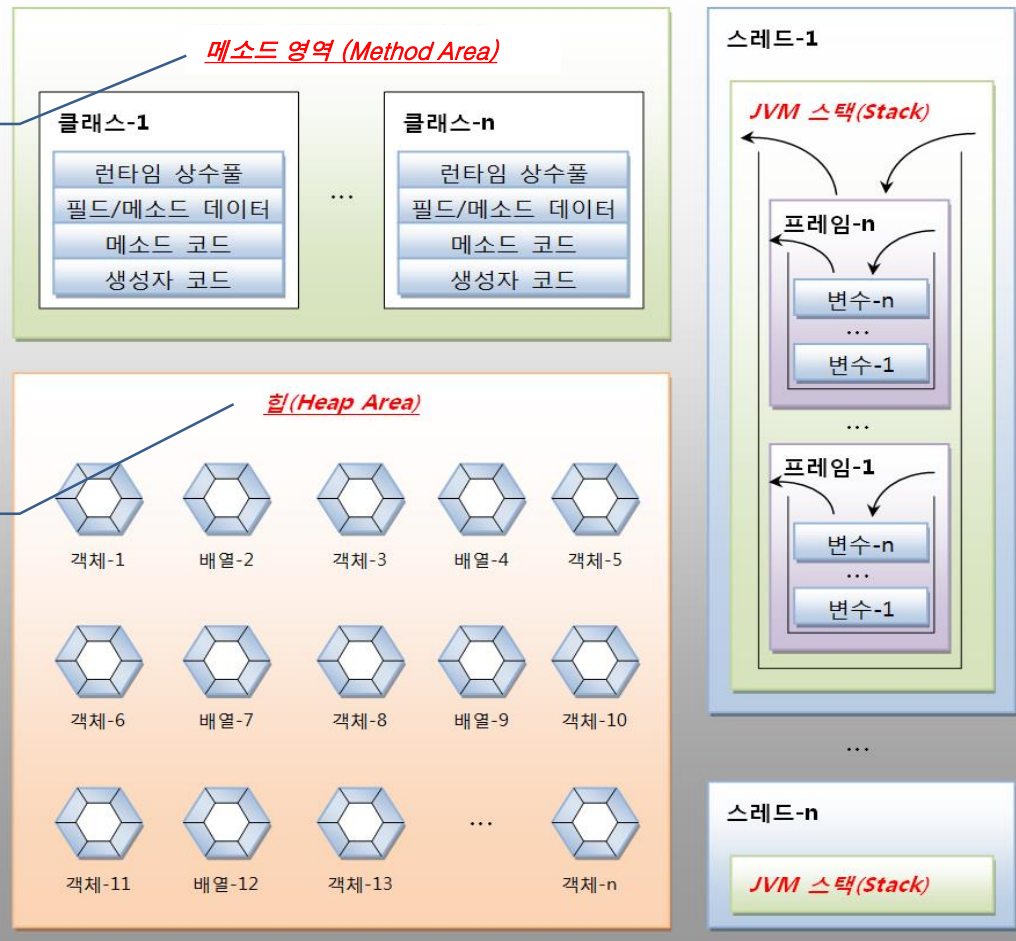 메소드 영역 (Method Area)
클래스-1
런타임 상수풀
필드/메소드 데이터
메소드 코드
생성자 코드
...
클래스-n
런타임 상수풀
필드/메소드 데이터
메소드 코드
생성자 코드
힙(Heap Area)
객체-1 배열-2 객체-3 배열-4 객체-5
객체-6 배열-7 객체-8 배열-9 객체-10
객체-11 배열-12 객체-13 ... 객체-n
스레드-1
JVM 스택(Stack)
프레임-n
변수-n
...
변수-1
...
프레임-1
변수-n
...
변수-1
...
스레드-n
JVM 스택(Stack)